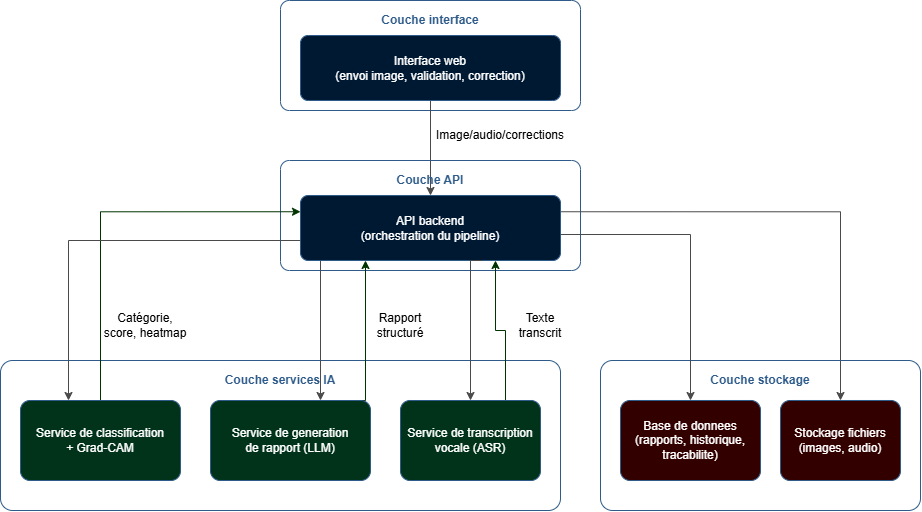 Couche interface
Interface web
(envoi image, validation, correction)
Image/audio/corrections
Couche API
API backend
(orchestration du pipeline)
Catégorie,
score, heatmap
Rapport
structuré
Texte
transcrit
Couche services IA
Service de classification
+ Grad-CAM
Service de generation
de rapport (LLM)
Service de transcription
vocale (ASR)
Couche stockage
Base de donnees
(rapports, historique,
tracabilite)
Stockage fichiers
(images, audio)